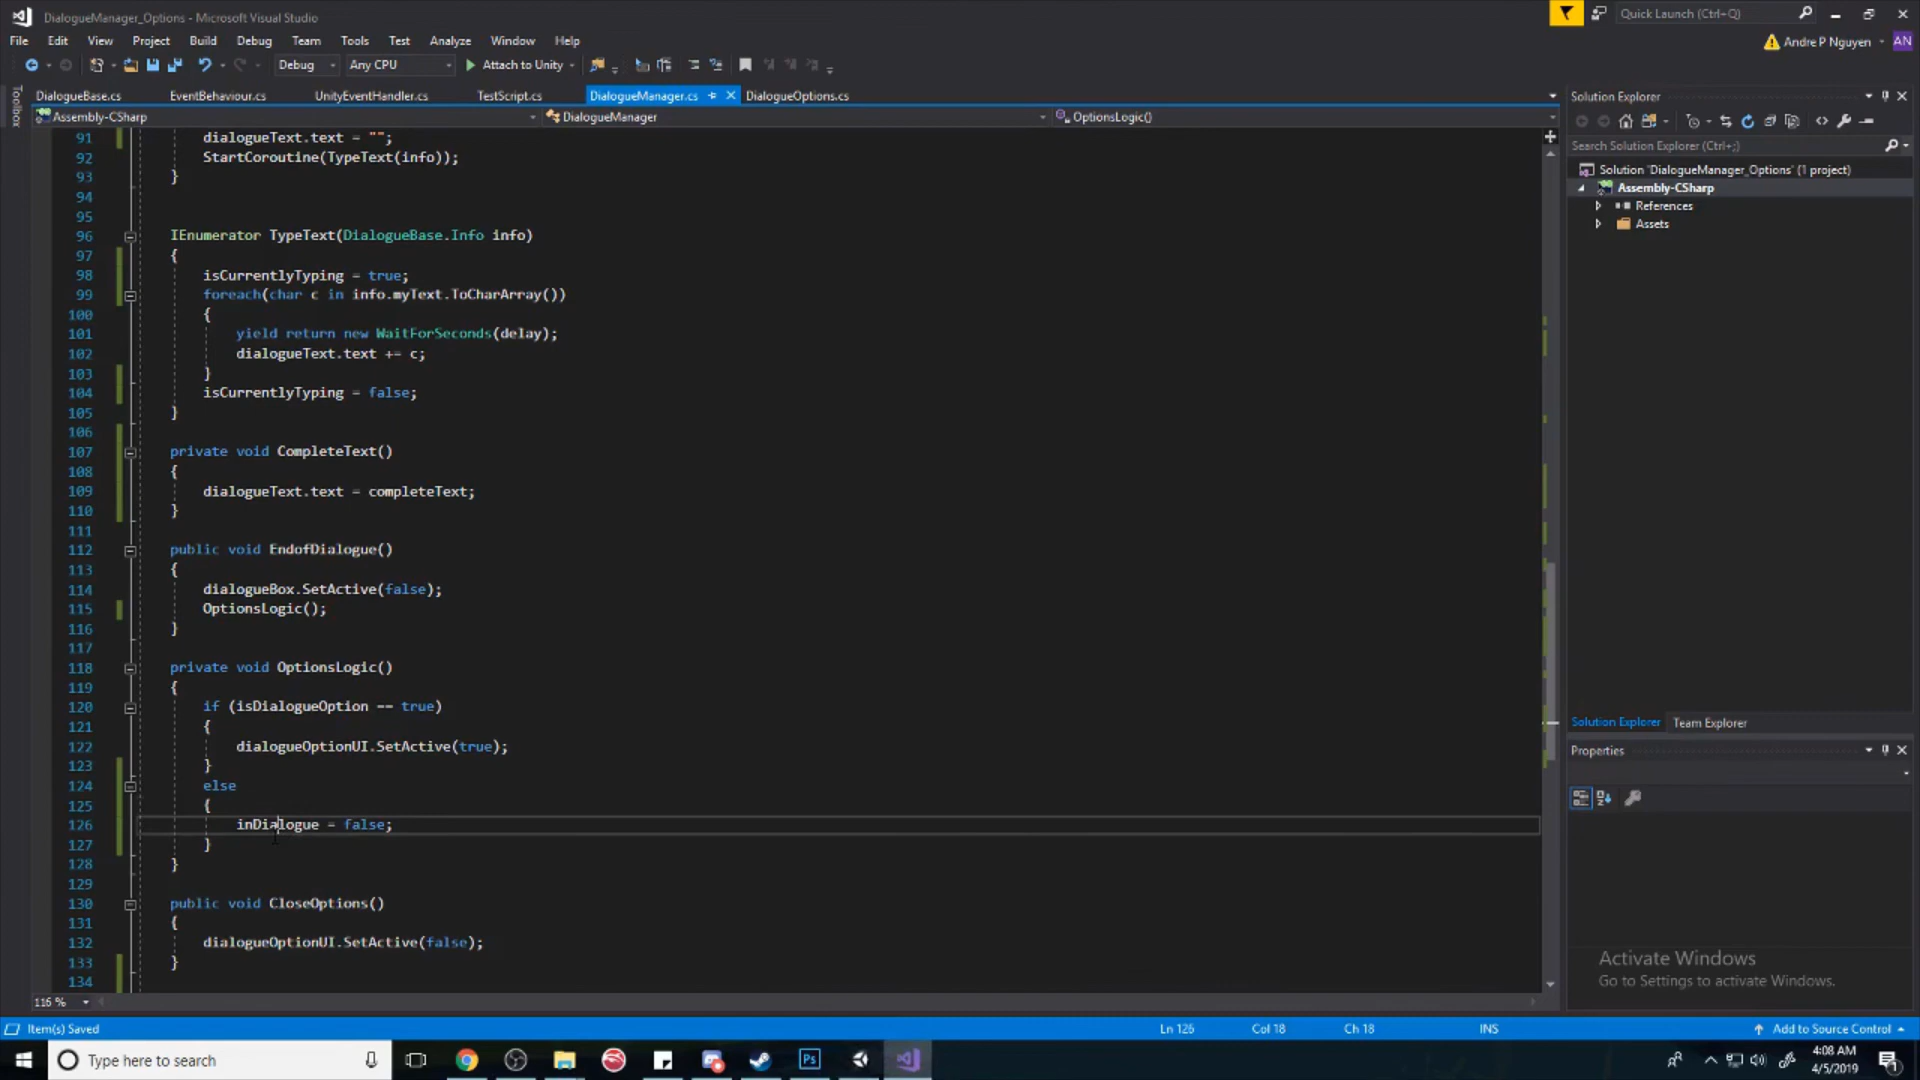 DialogueManager_Options - Microsoft Visual Studio
Quick Launch (Ctrl+Q)
File Edit View Project Build Debug Team Tools Test Analyze Window Help
Andre P Nguyen
AN
Debug
Any CPU
Attach to Unity
Toolbox
DialogueBase.cs
EventBehaviour.cs
UnityEventHandler.cs
TestScript.cs
DialogueManager.cs
DialogueOptions.cs
Assembly-CSharp
DialogueManager
OptionsLogic()
91 dialogueText.text = "";
92 StartCoroutine(TypeText(info));
93 }
94
95
96 IEnumerator TypeText(DialogueBase.Info info)
97 {
98 isCurrentlyTyping = true;
99 foreach(char c in info.myText.ToCharArray())
100 {
101 yield return new WaitForSeconds(delay);
102 dialogueText.text += c;
103 }
104 isCurrentlyTyping = false;
105 }
106
107 private void CompleteText()
108 {
109 dialogueText.text = completeText;
110 }
111
112 public void EndofDialogue()
113 {
114 dialogueBox.SetActive(false);
115 OptionsLogic();
116 }
117
118 private void OptionsLogic()
119 {
120 if (isDialogueOption == true)
121 {
122 dialogueOptionUI.SetActive(true);
123 }
124 else
125 {
126 inDialogue = false;
127 }
128 }
129
130 public void CloseOptions()
131 {
132 dialogueOptionUI.SetActive(false);
133 }
134
116 %
Solution Explorer
Search Solution Explorer (Ctrl+;)
Solution "DialogueManager_Options' (1 project)
Assembly-CSharp
References
Assets
Solution Explorer Team Explorer
Properties
Activate Windows
Go to Settings to activate Windows.
Item(s) Saved
Ln 126
Col 18
Ch 18
INS
Add to Source Control
Type here to search
Ps
4:08 AM
4/5/2019
1